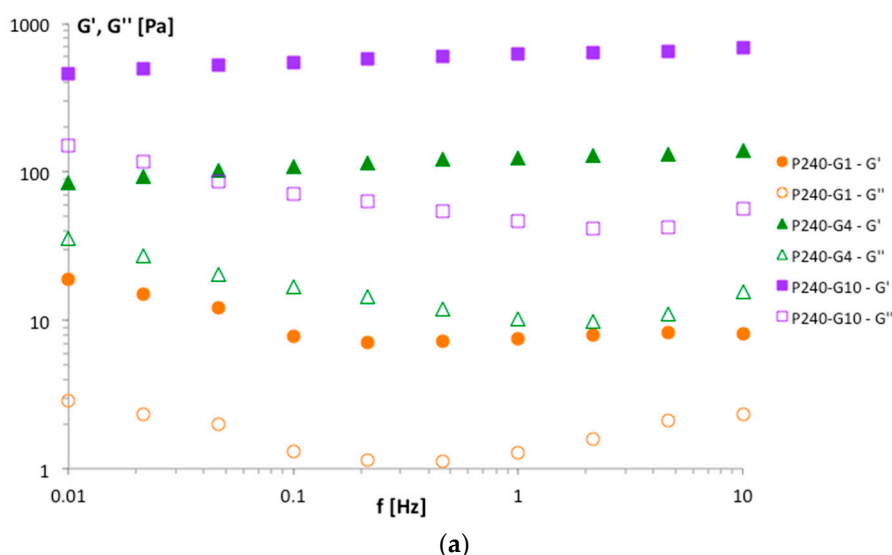 G', G'' [Pa]
1000
100
10
1
0.01
0.1
1
10
f [Hz]
P240-G1 - G'
P240-G1 - G''
P240-G4 - G'
P240-G4 - G''
P240-G10 - G'
P240-G10 - G''
(a)